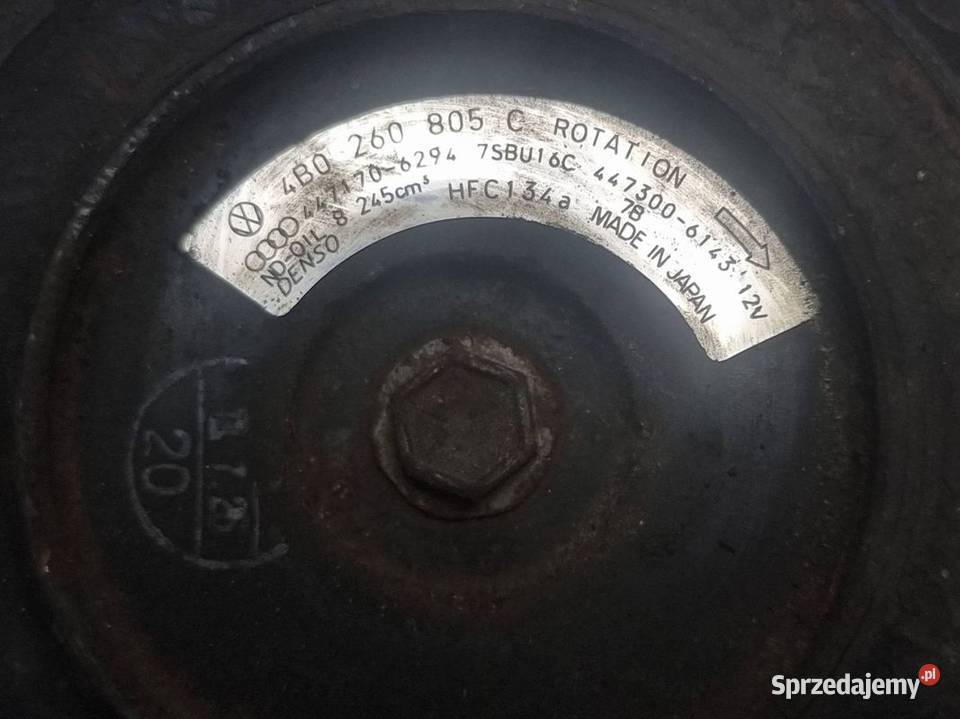 4B0 260 805 C ROTATION
447170-6294 7SBU16C 447300-6143 12V
ND-OIL 8 245cm³ HFC134a 7B
DENSO MADE IN JAPAN
20
Sprzedajemy.pl